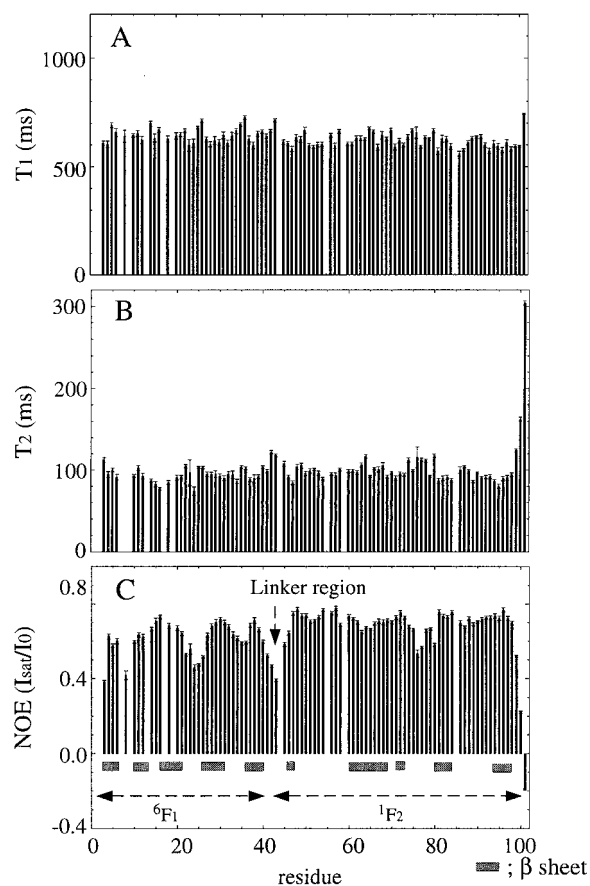 A
1000
500
0
T1 (ms)
B
300
200
100
0
T2 (ms)
C
Linker region
0.8
0.4
0.0
-0.4
NOE (Isat/I0)
6F1
1F2
0 20 40 60 80 100
residue
; β sheet